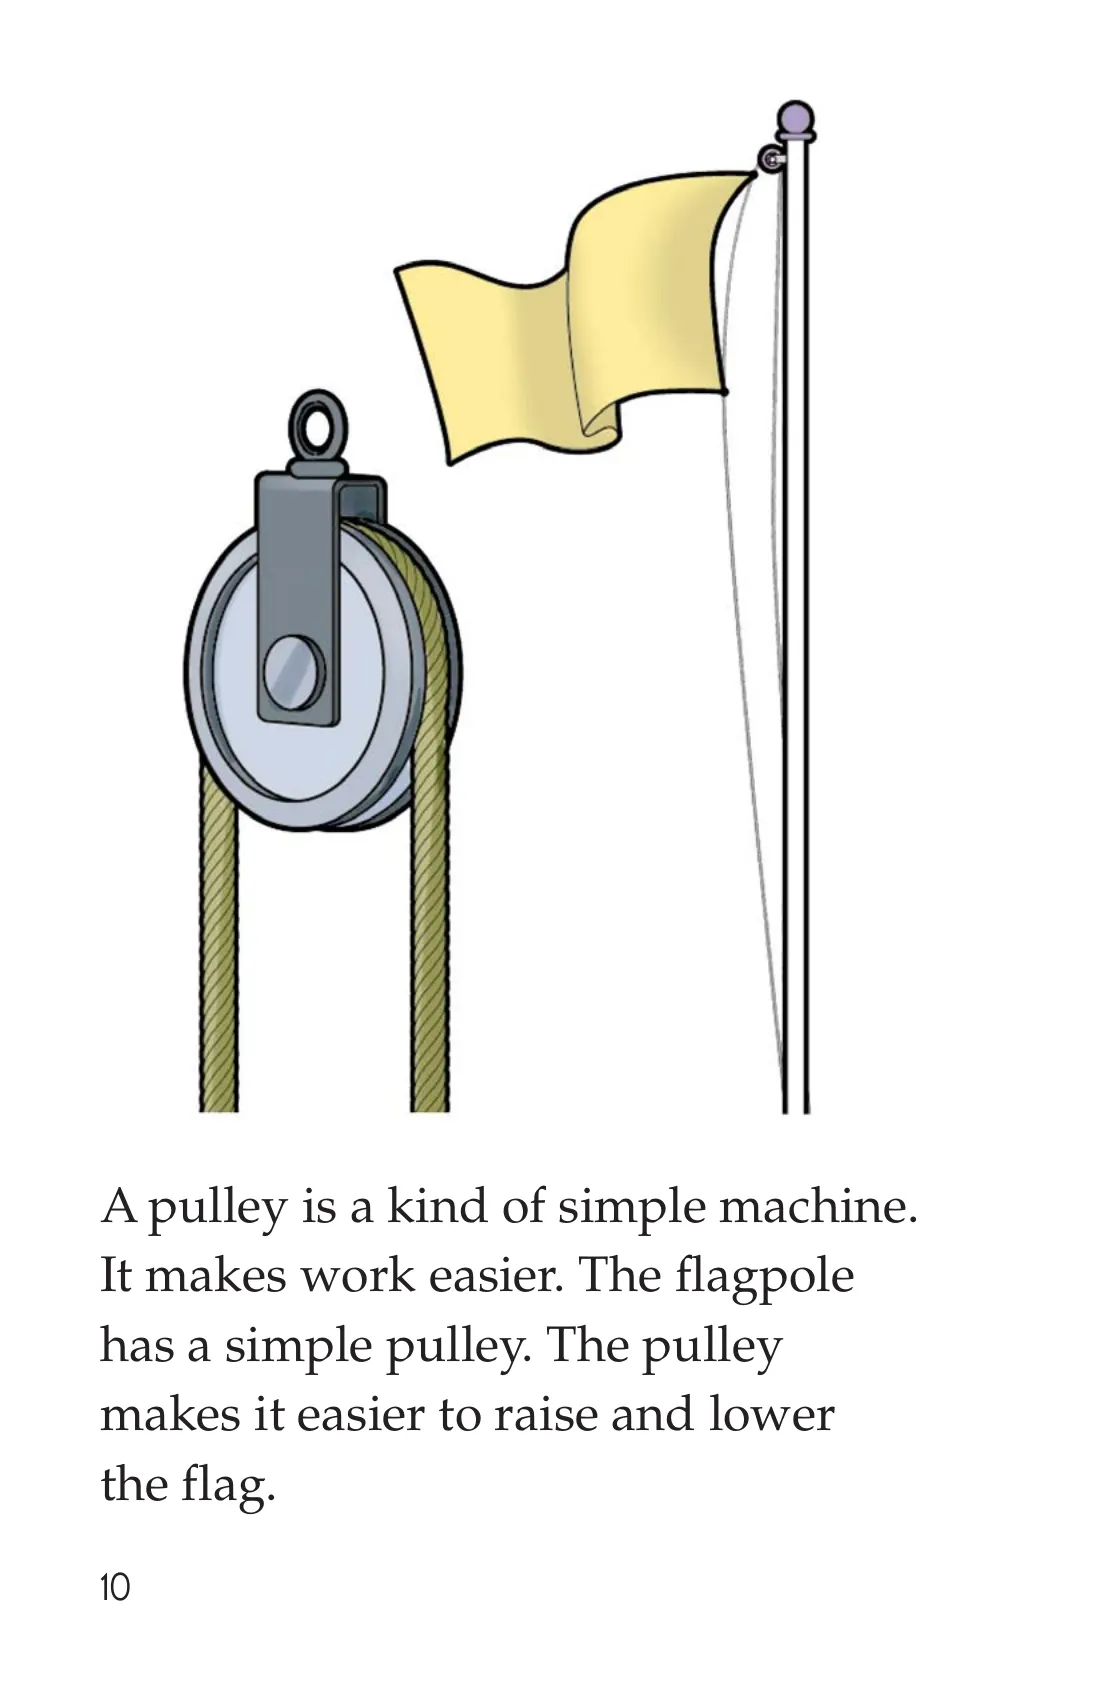 A pulley is a kind of simple machine.
It makes work easier. The flagpole
has a simple pulley. The pulley
makes it easier to raise and lower
the flag.
10